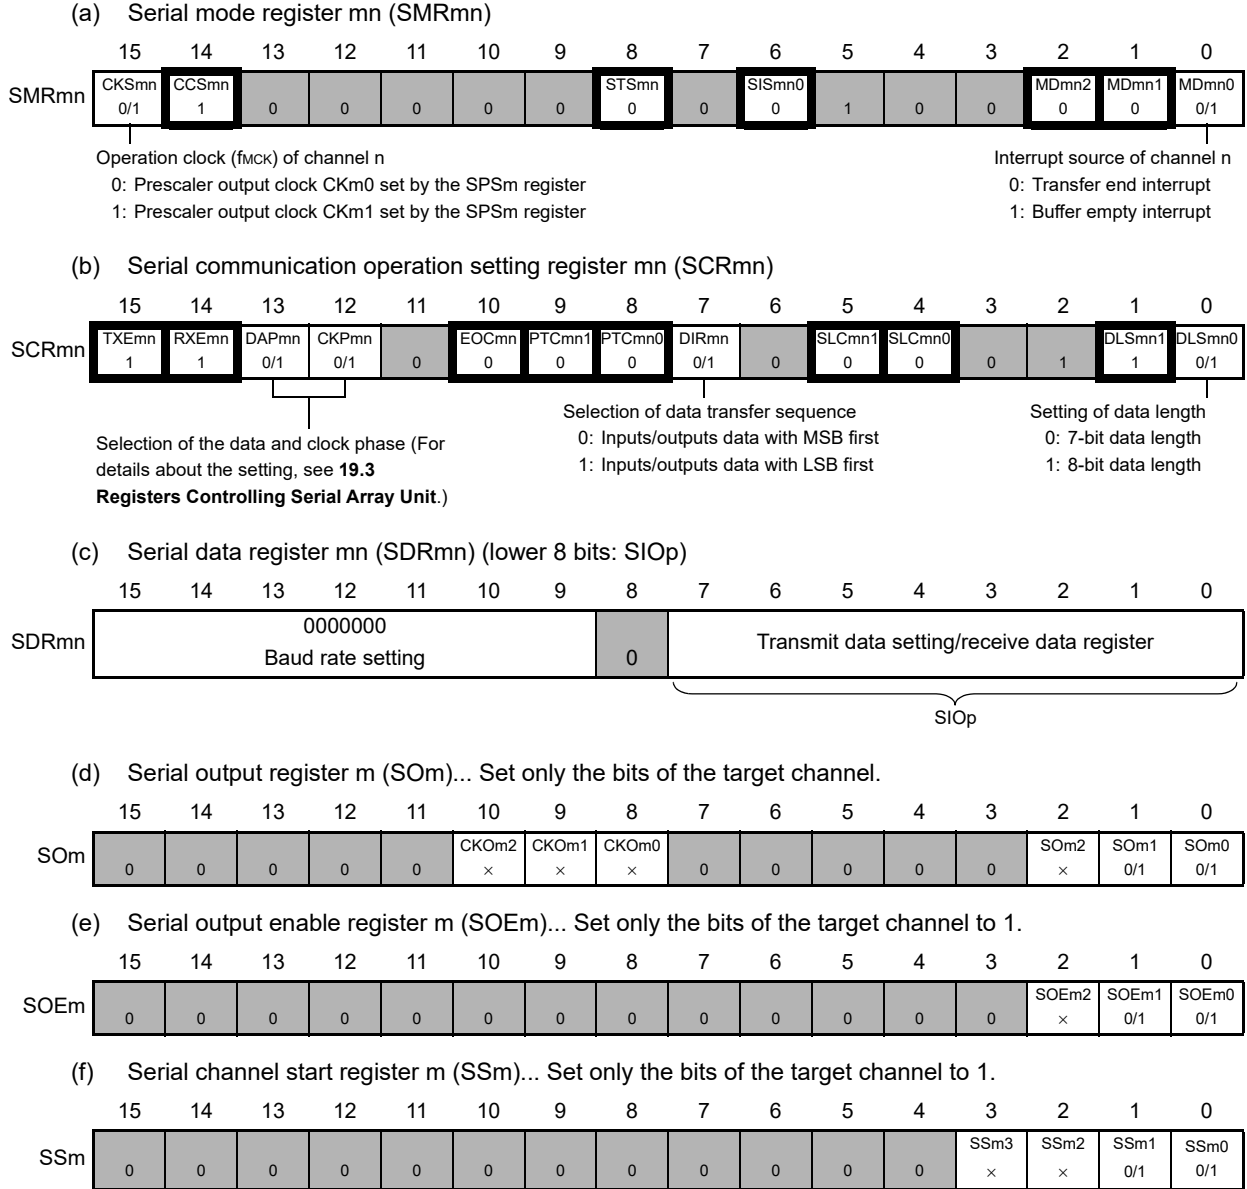 (a) Serial mode register mn (SMRmn)
15 14 13 12 11 10 9 8 7 6 5 4 3 2 1 0
SMRmn
CKSmn CCSmn STSmn SISmn0 MDmn2 MDmn1 MDmn0
0/1 1 0 0 0 0 0 0 0 0 1 0 0 0 0 0/1
Operation clock (fMCK) of channel n
0: Prescaler output clock CKm0 set by the SPSm register
1: Prescaler output clock CKm1 set by the SPSm register
Interrupt source of channel n
0: Transfer end interrupt
1: Buffer empty interrupt
(b) Serial communication operation setting register mn (SCRmn)
15 14 13 12 11 10 9 8 7 6 5 4 3 2 1 0
SCRmn
TXEmn RXEmn DAPmn CKPmn EOCmn PTCmn1 PTCmn0 DIRmn SLCmn1 SLCmn0 DLSmn1 DLSmn0
1 1 0/1 0/1 0 0 0 0 0/1 0 0 0 0 1 1 0/1
Selection of the data and clock phase (For
details about the setting, see 19.3
Registers Controlling Serial Array Unit.)
Selection of data transfer sequence
0: Inputs/outputs data with MSB first
1: Inputs/outputs data with LSB first
Setting of data length
0: 7-bit data length
1: 8-bit data length
(c) Serial data register mn (SDRmn) (lower 8 bits: SIOp)
15 14 13 12 11 10 9 8 7 6 5 4 3 2 1 0
SDRmn
0000000
Baud rate setting
0
Transmit data setting/receive data register
SIOp
(d) Serial output register m (SOm)... Set only the bits of the target channel.
15 14 13 12 11 10 9 8 7 6 5 4 3 2 1 0
SOm
CKOm2 CKOm1 CKOm0 SOm2 SOm1 SOm0
0 0 0 0 0 × × × 0 0 0 0 0 × 0/1 0/1
(e) Serial output enable register m (SOEm)... Set only the bits of the target channel to 1.
15 14 13 12 11 10 9 8 7 6 5 4 3 2 1 0
SOEm
SOEm2 SOEm1 SOEm0
0 0 0 0 0 0 0 0 0 0 0 0 0 × 0/1 0/1
(f) Serial channel start register m (SSm)... Set only the bits of the target channel to 1.
15 14 13 12 11 10 9 8 7 6 5 4 3 2 1 0
SSm
SSm3 SSm2 SSm1 SSm0
0 0 0 0 0 0 0 0 0 0 0 0 × × 0/1 0/1